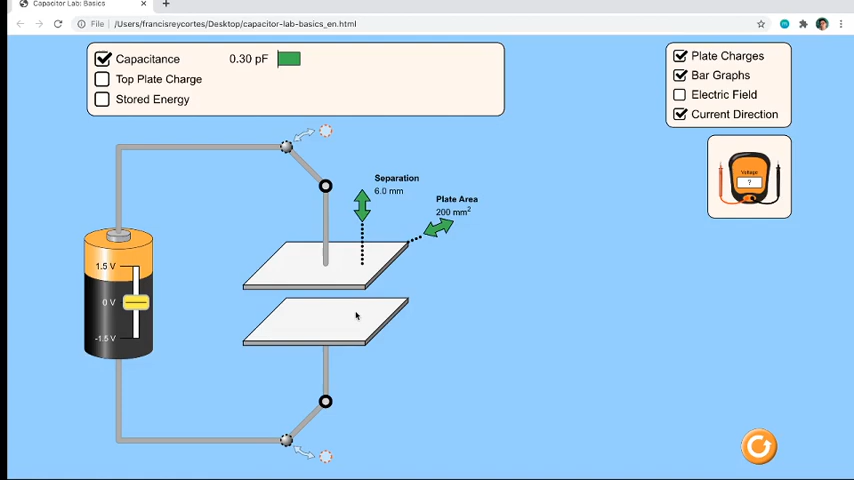 Capacitor Lab: Basics
File
/Users/francisreycortes/Desktop/capacitor-lab-basics_en.html
Capacitance
0.30 pF
Top Plate Charge
Stored Energy
Plate Charges
Bar Graphs
Electric Field
Current Direction
Voltage
?
Separation
6.0 mm
Plate Area
200 mm²
1.5 V
0 V
-1.5 V